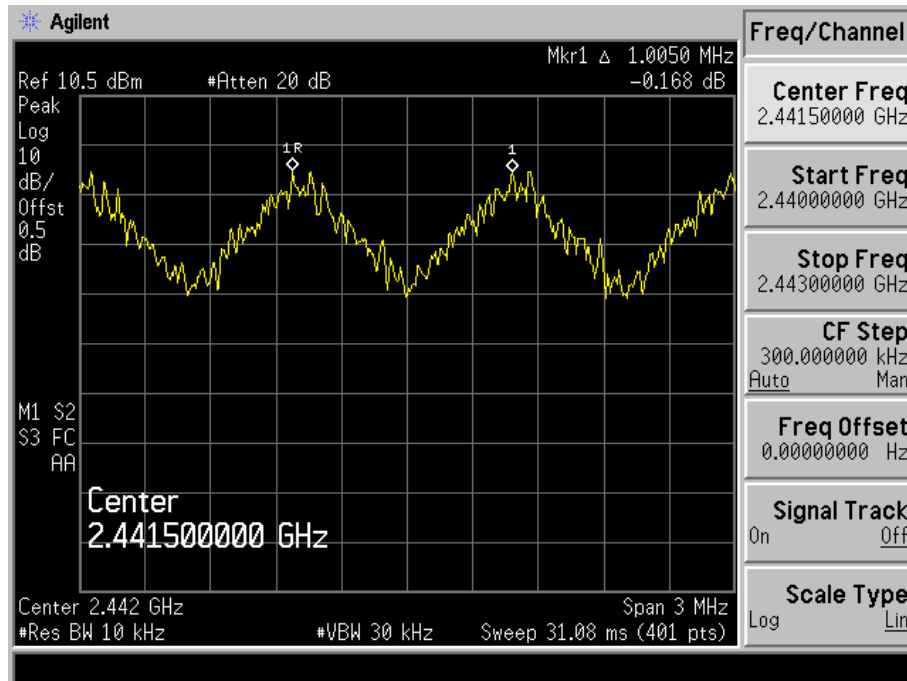 Agilent
Freq/Channel
Mkr1 Δ 1.0050 MHz
Ref 10.5 dBm #Atten 20 dB -0.168 dB
Peak
Log
10
dB/
Offst
0.5
dB
1R
1
M1 S2
S3 FC
AA
Center
2.441500000 GHz
Center 2.442 GHz Span 3 MHz
#Res BW 10 kHz #VBW 30 kHz Sweep 31.08 ms (401 pts)
Center Freq
2.44150000 GHz
Start Freq
2.44000000 GHz
Stop Freq
2.44300000 GHz
CF Step
300.000000 kHz
Auto Man
Freq Offset
0.00000000 Hz
Signal Track
On Off
Scale Type
Log Lin